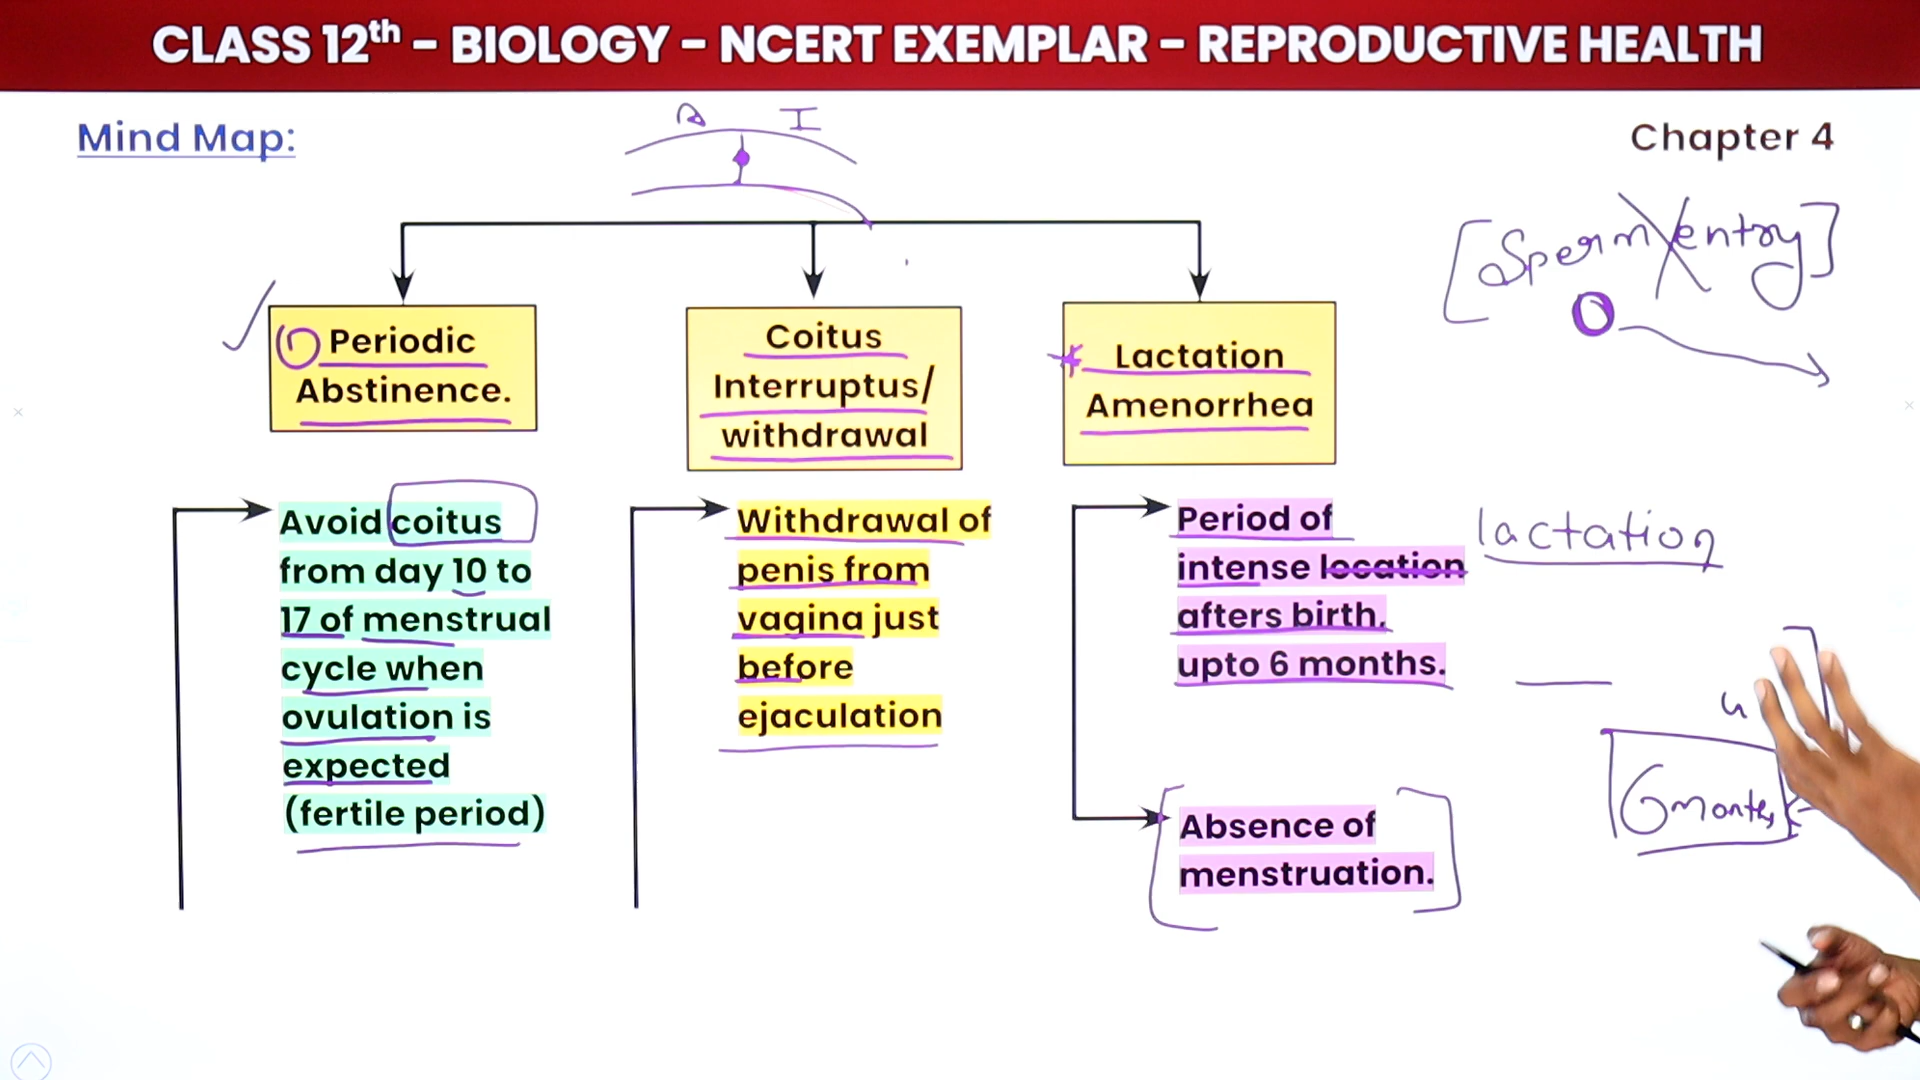 CLASS 12th – BIOLOGY – NCERT EXEMPLAR – REPRODUCTIVE HEALTH
Mind Map:
Chapter 4
I
[Sperm entry]
① Periodic
Abstinence.
Coitus
Interruptus/
withdrawal
Lactation
Amenorrhea
Avoid coitus
from day 10 to
17 of menstrual
cycle when
ovulation is
expected
(fertile period)
Withdrawal of
penis from
vagina just
before
ejaculation
Period of
intense location
afters birth,
upto 6 months.
lactation
6 months
Absence of
menstruation.